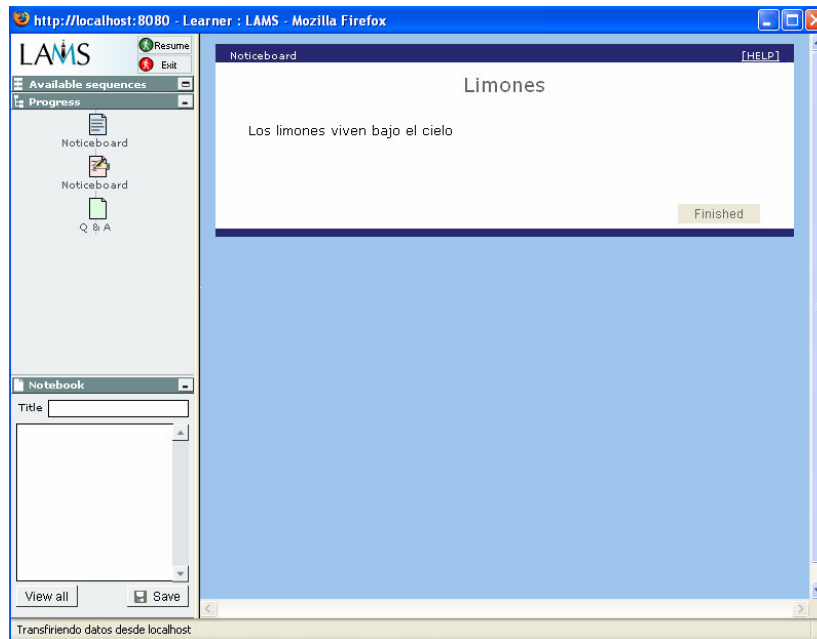 http://localhost:8080 - Learner : LAMS - Mozilla Firefox
LAMS
Resume
Exit
Available sequences
Progress
Noticeboard
Noticeboard
Q & A
Notebook
Title
View all
Save
Noticeboard
[HELP]
Limones
Los limones viven bajo el cielo
Finished
Transfiriendo datos desde localhost